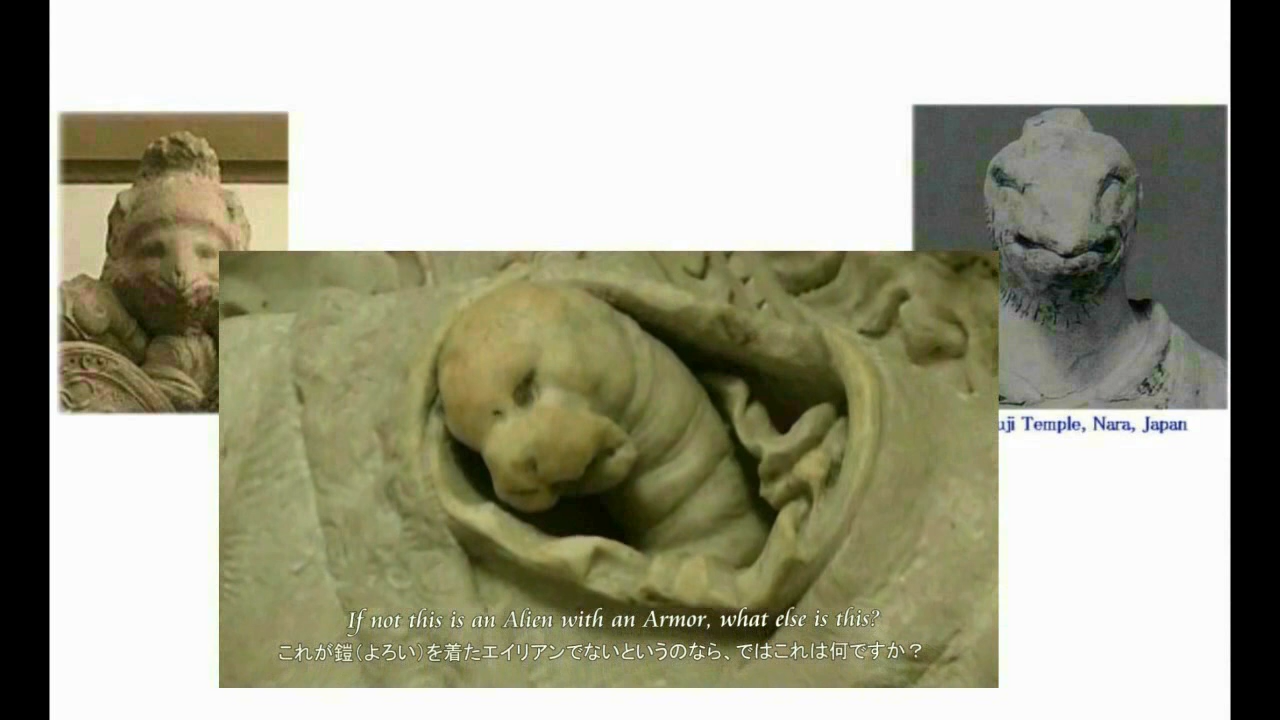 uji Temple, Nara, Japan
If not this is an Alien with an Armor, what else is this?
これが鎧（よろい）を着たエイリアンでないというのなら、ではこれは何ですか？